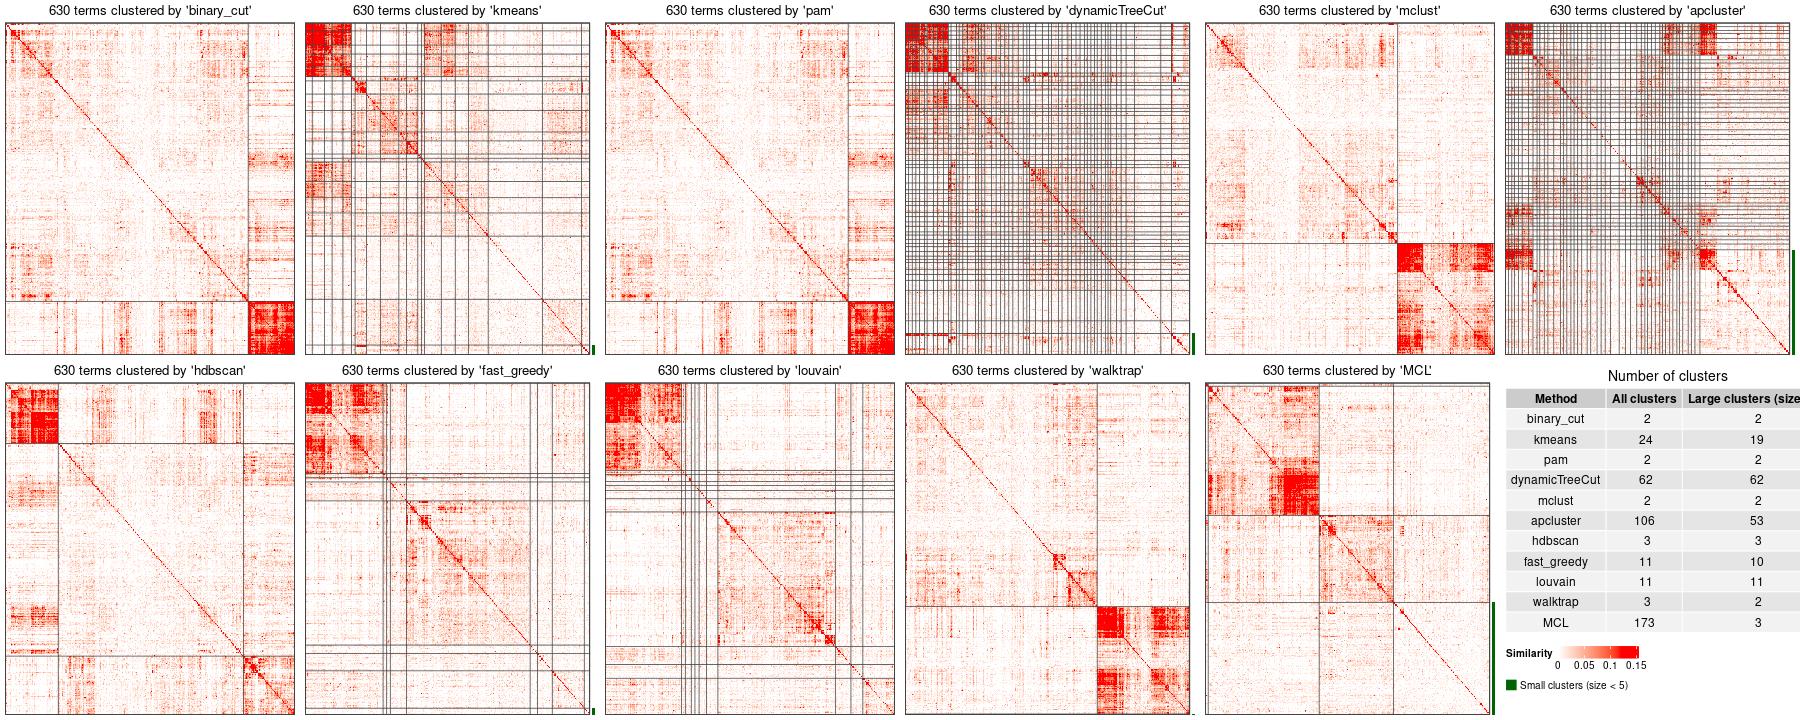 630 terms clustered by 'binary_cut'
630 terms clustered by 'kmeans'
630 terms clustered by 'pam'
630 terms clustered by 'dynamicTreeCut'
630 terms clustered by 'mclust'
630 terms clustered by 'apcluster'
630 terms clustered by 'hdbscan'
630 terms clustered by 'fast_greedy'
630 terms clustered by 'louvain'
630 terms clustered by 'walktrap'
630 terms clustered by 'MCL'
Number of clusters
Method All clusters Large clusters (size
binary_cut 2 2
kmeans 24 19
pam 2 2
dynamicTreeCut 62 62
mclust 2 2
apcluster 106 53
hdbscan 3 3
fast_greedy 11 10
louvain 11 11
walktrap 3 2
MCL 173 3
Similarity
0 0.05 0.1 0.15
Small clusters (size < 5)